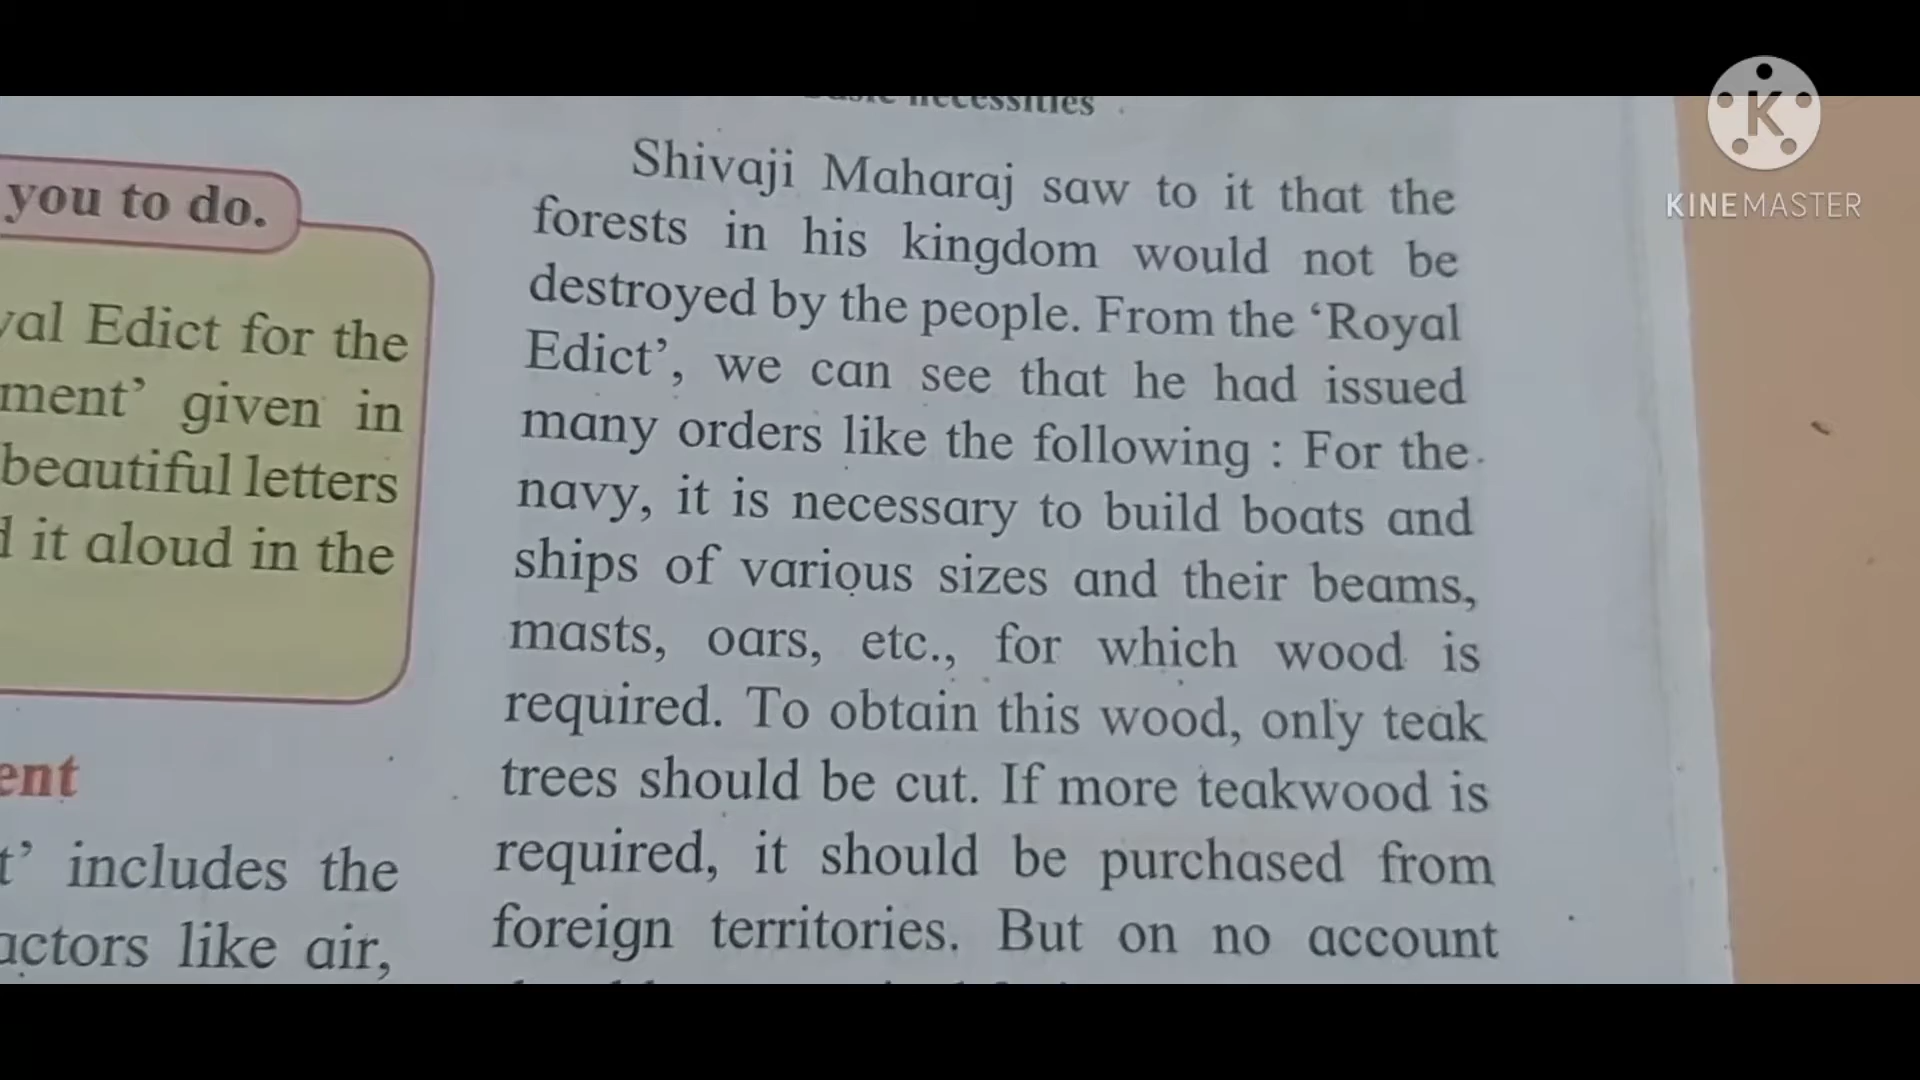 necessities
you to do.
Edict for the
given in
beautiful letters
it aloud in the
includes the
like air,
Shivaji Maharaj saw to it that the
forests in his kingdom would not be
destroyed by the people. From the ‘Royal
Edict’, we can see that he had issued
many orders like the following : For the
navy, it is necessary to build boats and
ships of various sizes and their beams,
masts, oars, etc., for which wood is
required. To obtain this wood, only teak
trees should be cut. If more teakwood is
required, it should be purchased from
foreign territories. But on no account
K
KINEMASTER